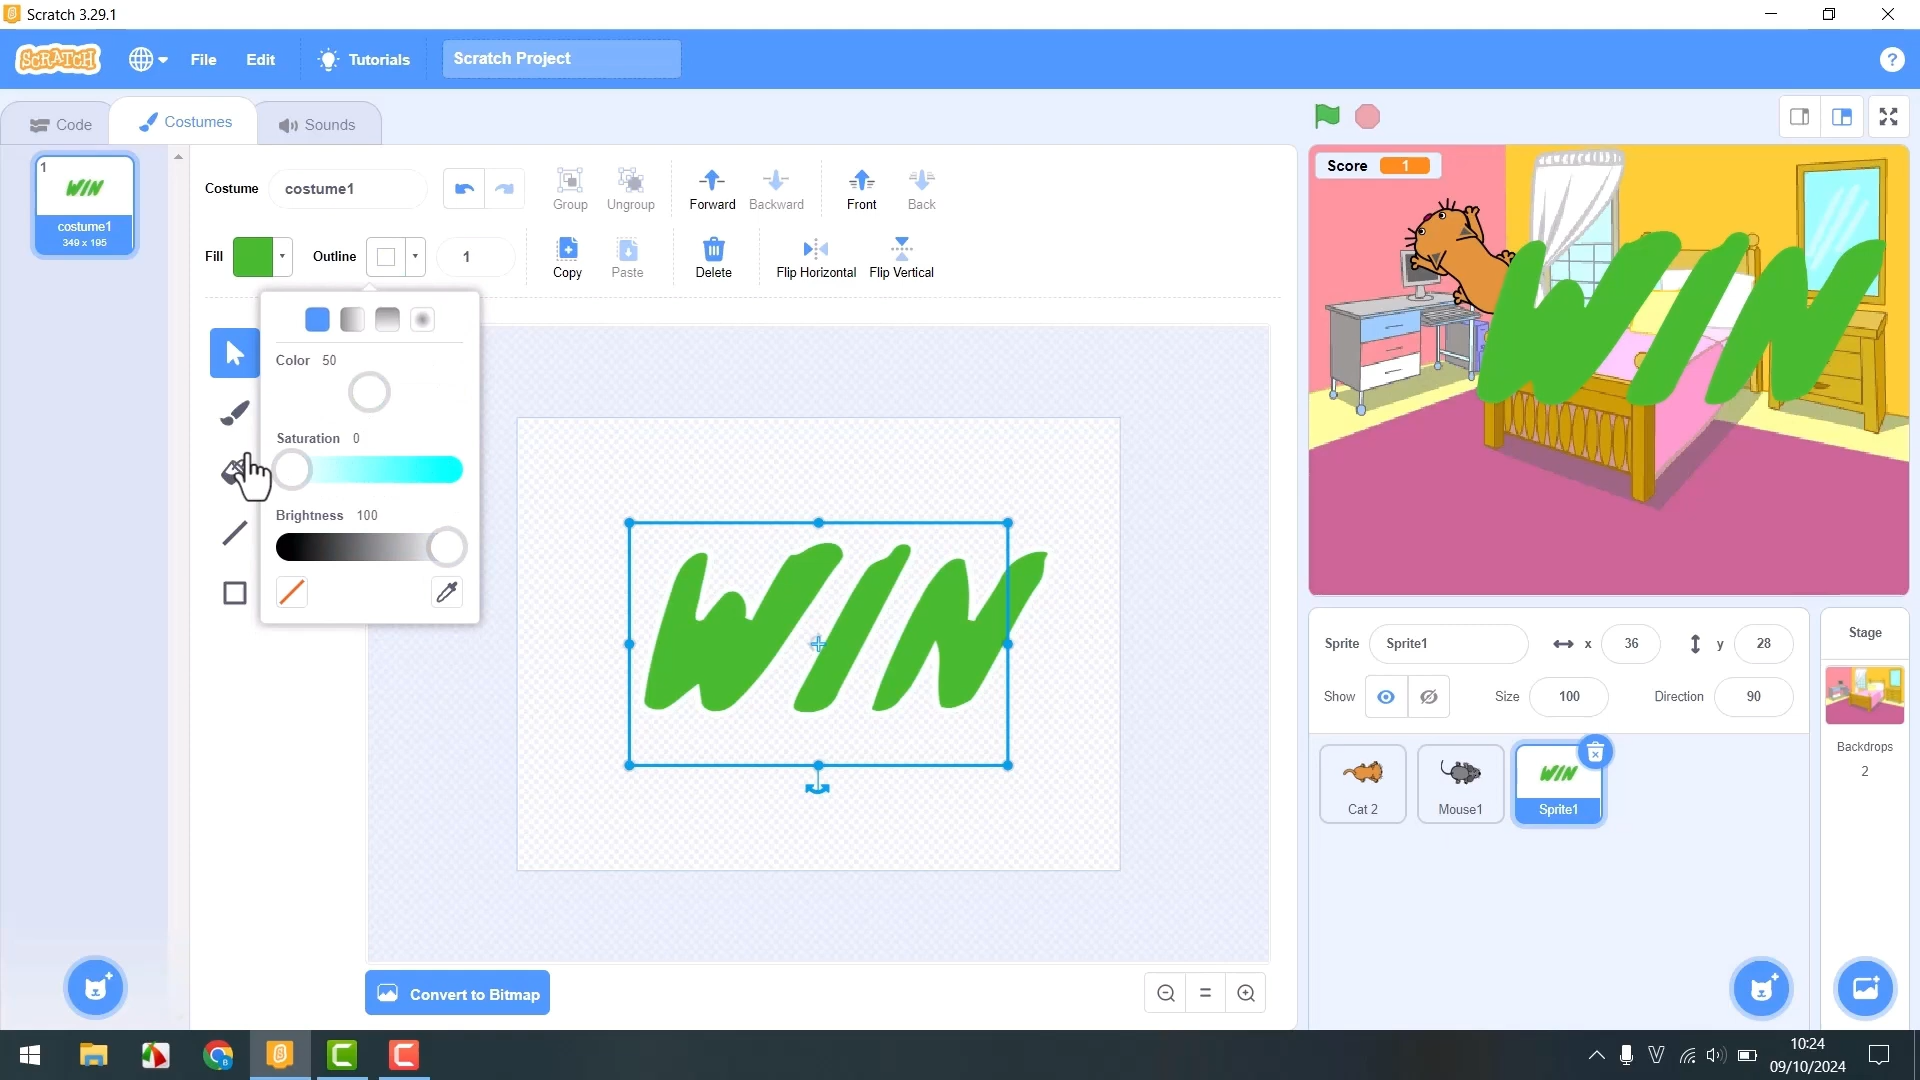 Scratch 3.29.1
SCRATCH
File
Edit
Tutorials
Scratch Project
?
Code
Costumes
Sounds
1
WIN
costume1
349 x 195
Costume
costume1
Group
Ungroup
Forward
Backward
Front
Back
Fill
Outline
1
Copy
Paste
Delete
Flip Horizontal
Flip Vertical
Color 50
Saturation 0
Brightness 100
WIN
Convert to Bitmap
Score 1
WIN
Sprite
Sprite1
x
36
y
28
Show
Size
100
Direction
90
Cat 2
Mouse1
WIN
Sprite1
Stage
Backdrops
2
10:24
09/10/2024